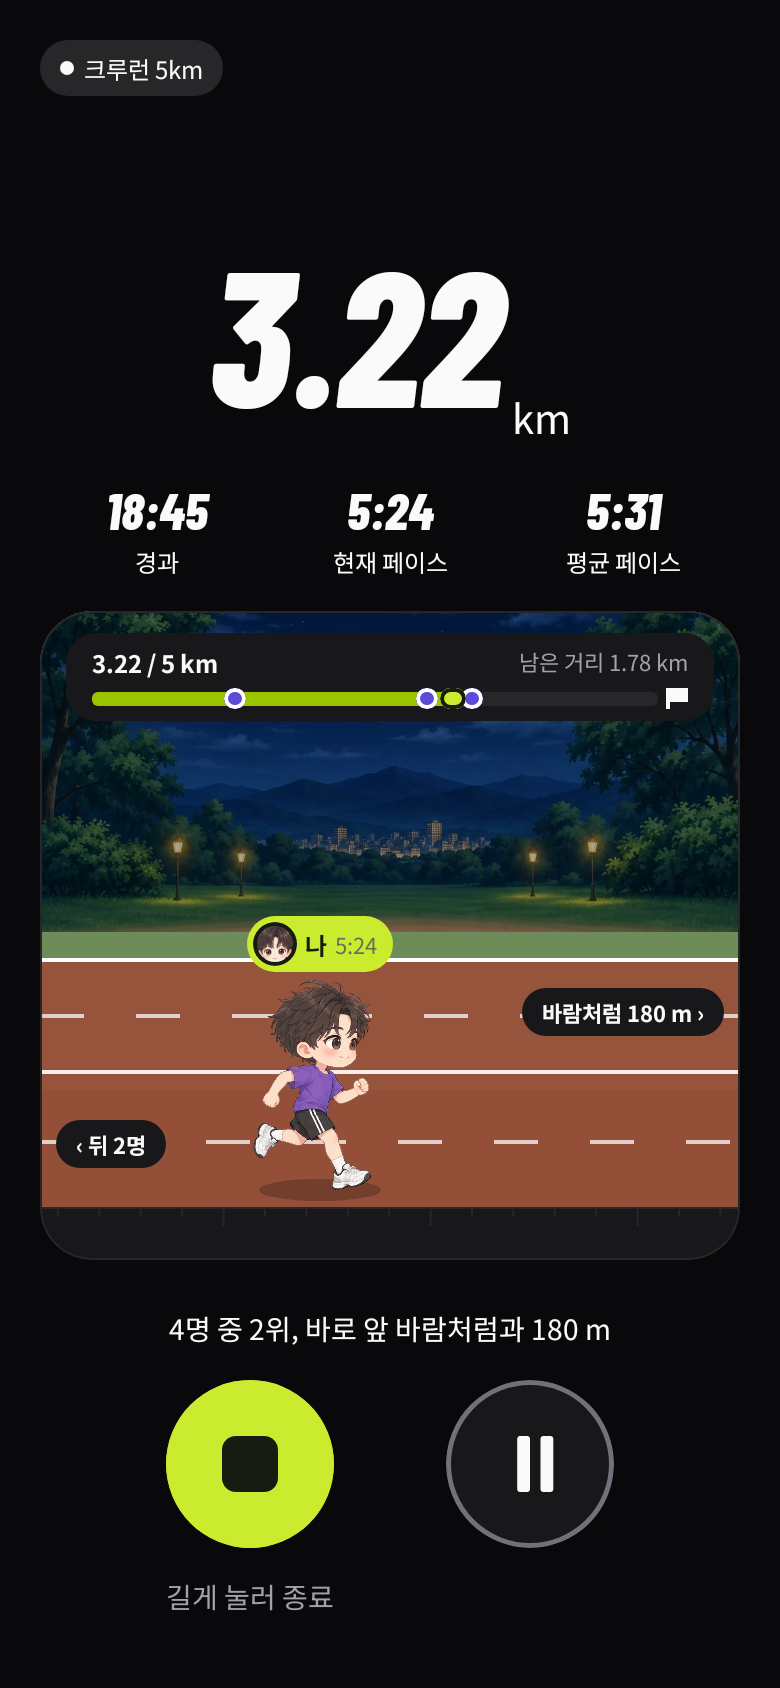 크루런 5km
3.22 km
18:45 5:24 5:31
경과 현재 페이스 평균 페이스
3.22 / 5 km 남은 거리 1.78 km
나 5:24
바람처럼 180 m ›
‹ 뒤 2명
4명 중 2위, 바로 앞 바람처럼과 180 m
길게 눌러 종료